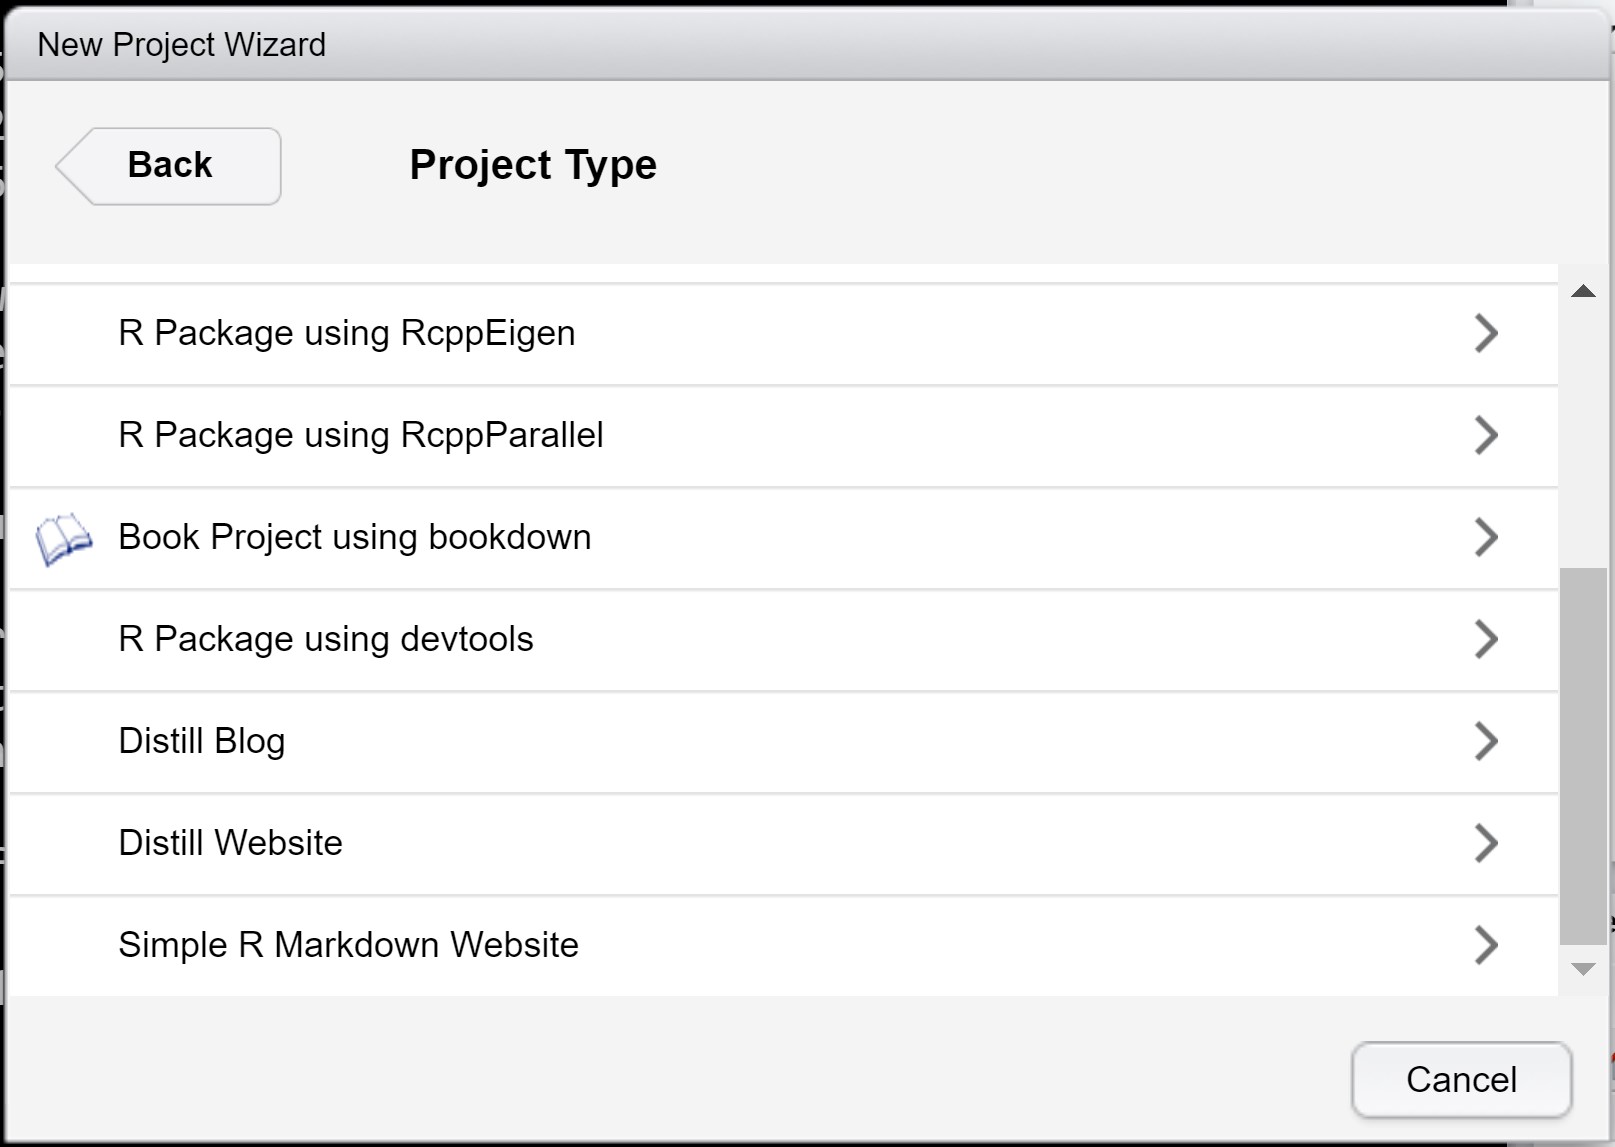 New Project Wizard
Back
Project Type
R Package using RcppEigen
R Package using RcppParallel
Book Project using bookdown
R Package using devtools
Distill Blog
Distill Website
Simple R Markdown Website
Cancel